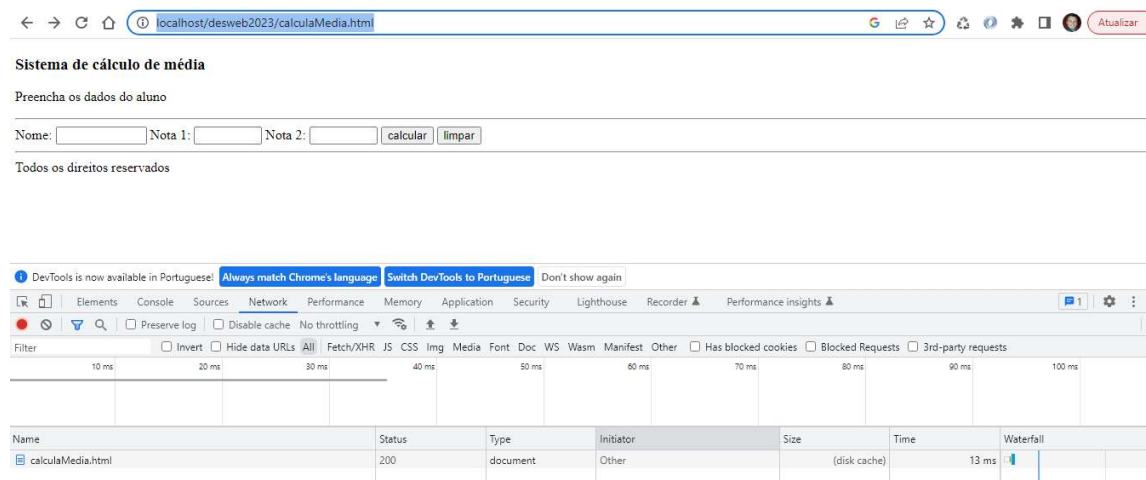 localhost/desweb2023/calculaMedia.html G Atualizar
Sistema de cálculo de média
Preencha os dados do aluno
Nome: Nota 1: Nota 2: calcular limpar
Todos os direitos reservados
DevTools is now available in Portuguese! Always match Chrome's language Switch DevTools to Portuguese Don't show again
Elements Console Sources Network Performance Memory Application Security Lighthouse Recorder Performance insights 1
Preserve log Disable cache No throttling
Filter Invert Hide data URLs All Fetch/XHR JS CSS Img Media Font Doc WS Wasm Manifest Other Has blocked cookies Blocked Requests 3rd-party requests
10 ms 20 ms 30 ms 40 ms 50 ms 60 ms 70 ms 80 ms 90 ms 100 ms
Name Status Type Initiator Size Time Waterfall
calculaMedia.html 200 document Other (disk cache) 13 ms